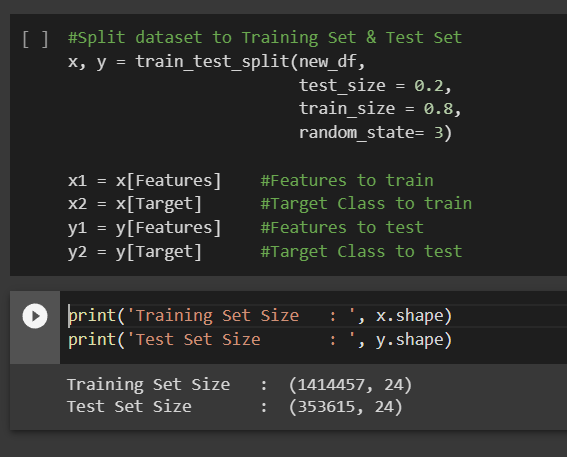 [ ] #Split dataset to Training Set & Test Set
x, y = train_test_split(new_df,
                        test_size = 0.2,
                        train_size = 0.8,
                        random_state= 3)
x1 = x[Features]    #Features to train
x2 = x[Target]      #Target Class to train
y1 = y[Features]    #Features to test
y2 = y[Target]      #Target Class to test
print('Training Set Size   : ', x.shape)
print('Test Set Size       : ', y.shape)
Training Set Size   :  (1414457, 24)
Test Set Size       :  (353615, 24)